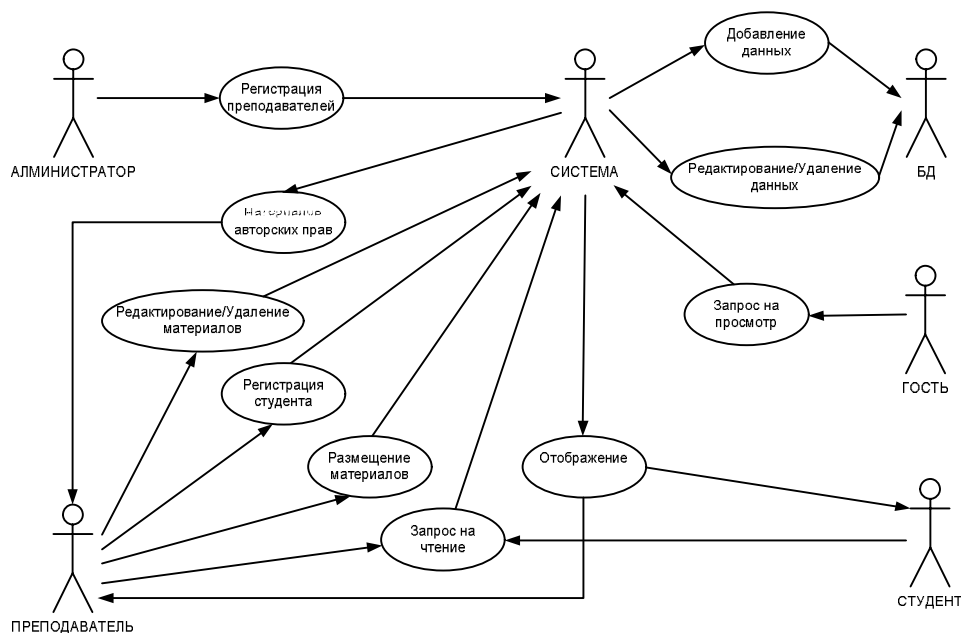 Добавление
данных
Регистрация
преподавателей
АЛМИНИСТРАТОР
СИСТЕМА
Редактирование/Удаление
данных
БД
авторских прав
Редактирование/Удаление
материалов
Запрос на
просмотр
Регистрация
студента
ГОСТЬ
Размещение
материалов
Отображение
Запрос на
чтение
СТУДЕНТ
ПРЕПОДАВАТЕЛЬ